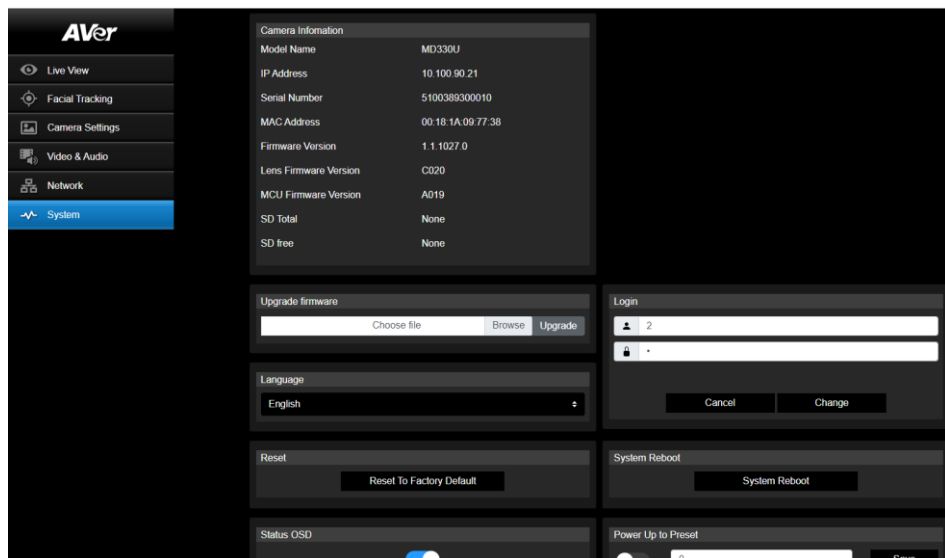 AVer
Live View
Facial Tracking
Camera Settings
Video & Audio
Network
System
Camera Infomation
Model Name MD330U
IP Address 10.100.90.21
Serial Number 5100389300010
MAC Address 00:18:1A:09:77:38
Firmware Version 1.1.1027.0
Lens Firmware Version C020
MCU Firmware Version A019
SD Total None
SD free None
Upgrade firmware
Choose file Browse Upgrade
Login
2
Cancel Change
Language
English
Reset
Reset To Factory Default
System Reboot
System Reboot
Status OSD
Power Up to Preset